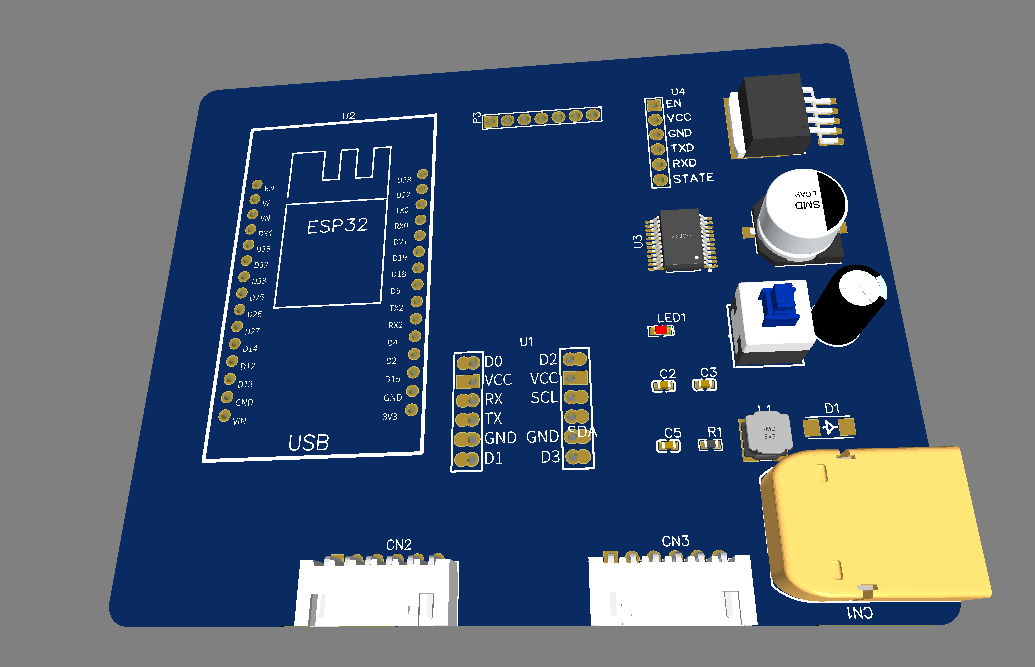 U2
P3
U4
EN
VCC
GND
TXD
RXD
STATE
EN
VP
VN
D34
D35
D32
D33
D25
D26
D27
D14
D12
D13
GND
VIN
D23
D22
TX0
RX0
D21
D19
D18
D5
TX2
RX2
D4
D2
D15
GND
3V3
ESP32
USB
SMD
U3
LED1
U1
D0
VCC
RX
TX
GND
D1
D2
VCC
SCL
SDA
GND
D3
C2
C3
C5
R1
L1
D1
CN2
CN3
CN1